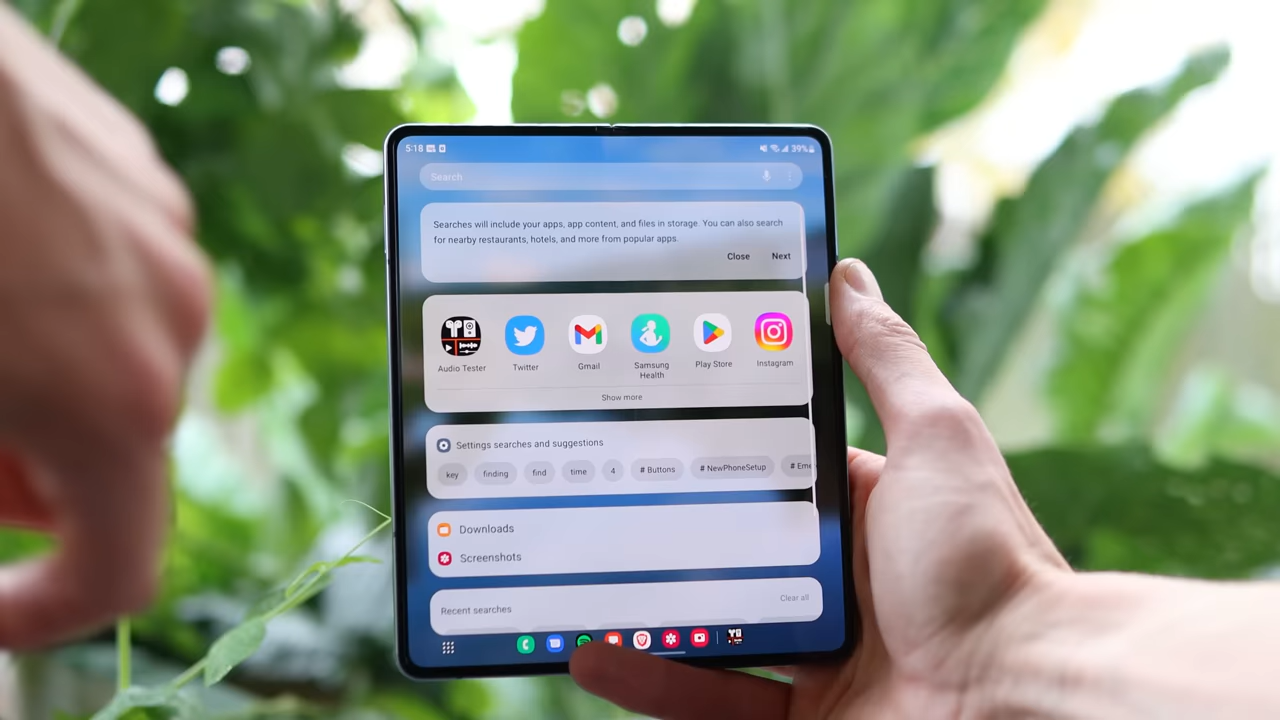 5:18
39%
Search
Searches will include your apps, app content, and files in storage. You can also search
for nearby restaurants, hotels, and more from popular apps.
Close Next
Audio Tester Twitter Gmail Samsung Health Play Store Instagram
Show more
Settings searches and suggestions
key finding find time 4 # Buttons # NewPhoneSetup # Eme
Downloads
Screenshots
Recent searches Clear all